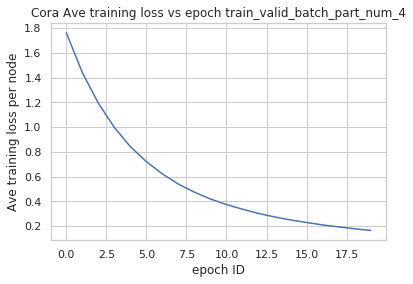 Cora Ave training loss vs epoch train_valid_batch_part_num_4
1.8
1.6
1.4
1.2
1.0
0.8
0.6
0.4
0.2
Ave training loss per node
0.0 2.5 5.0 7.5 10.0 12.5 15.0 17.5
epoch ID